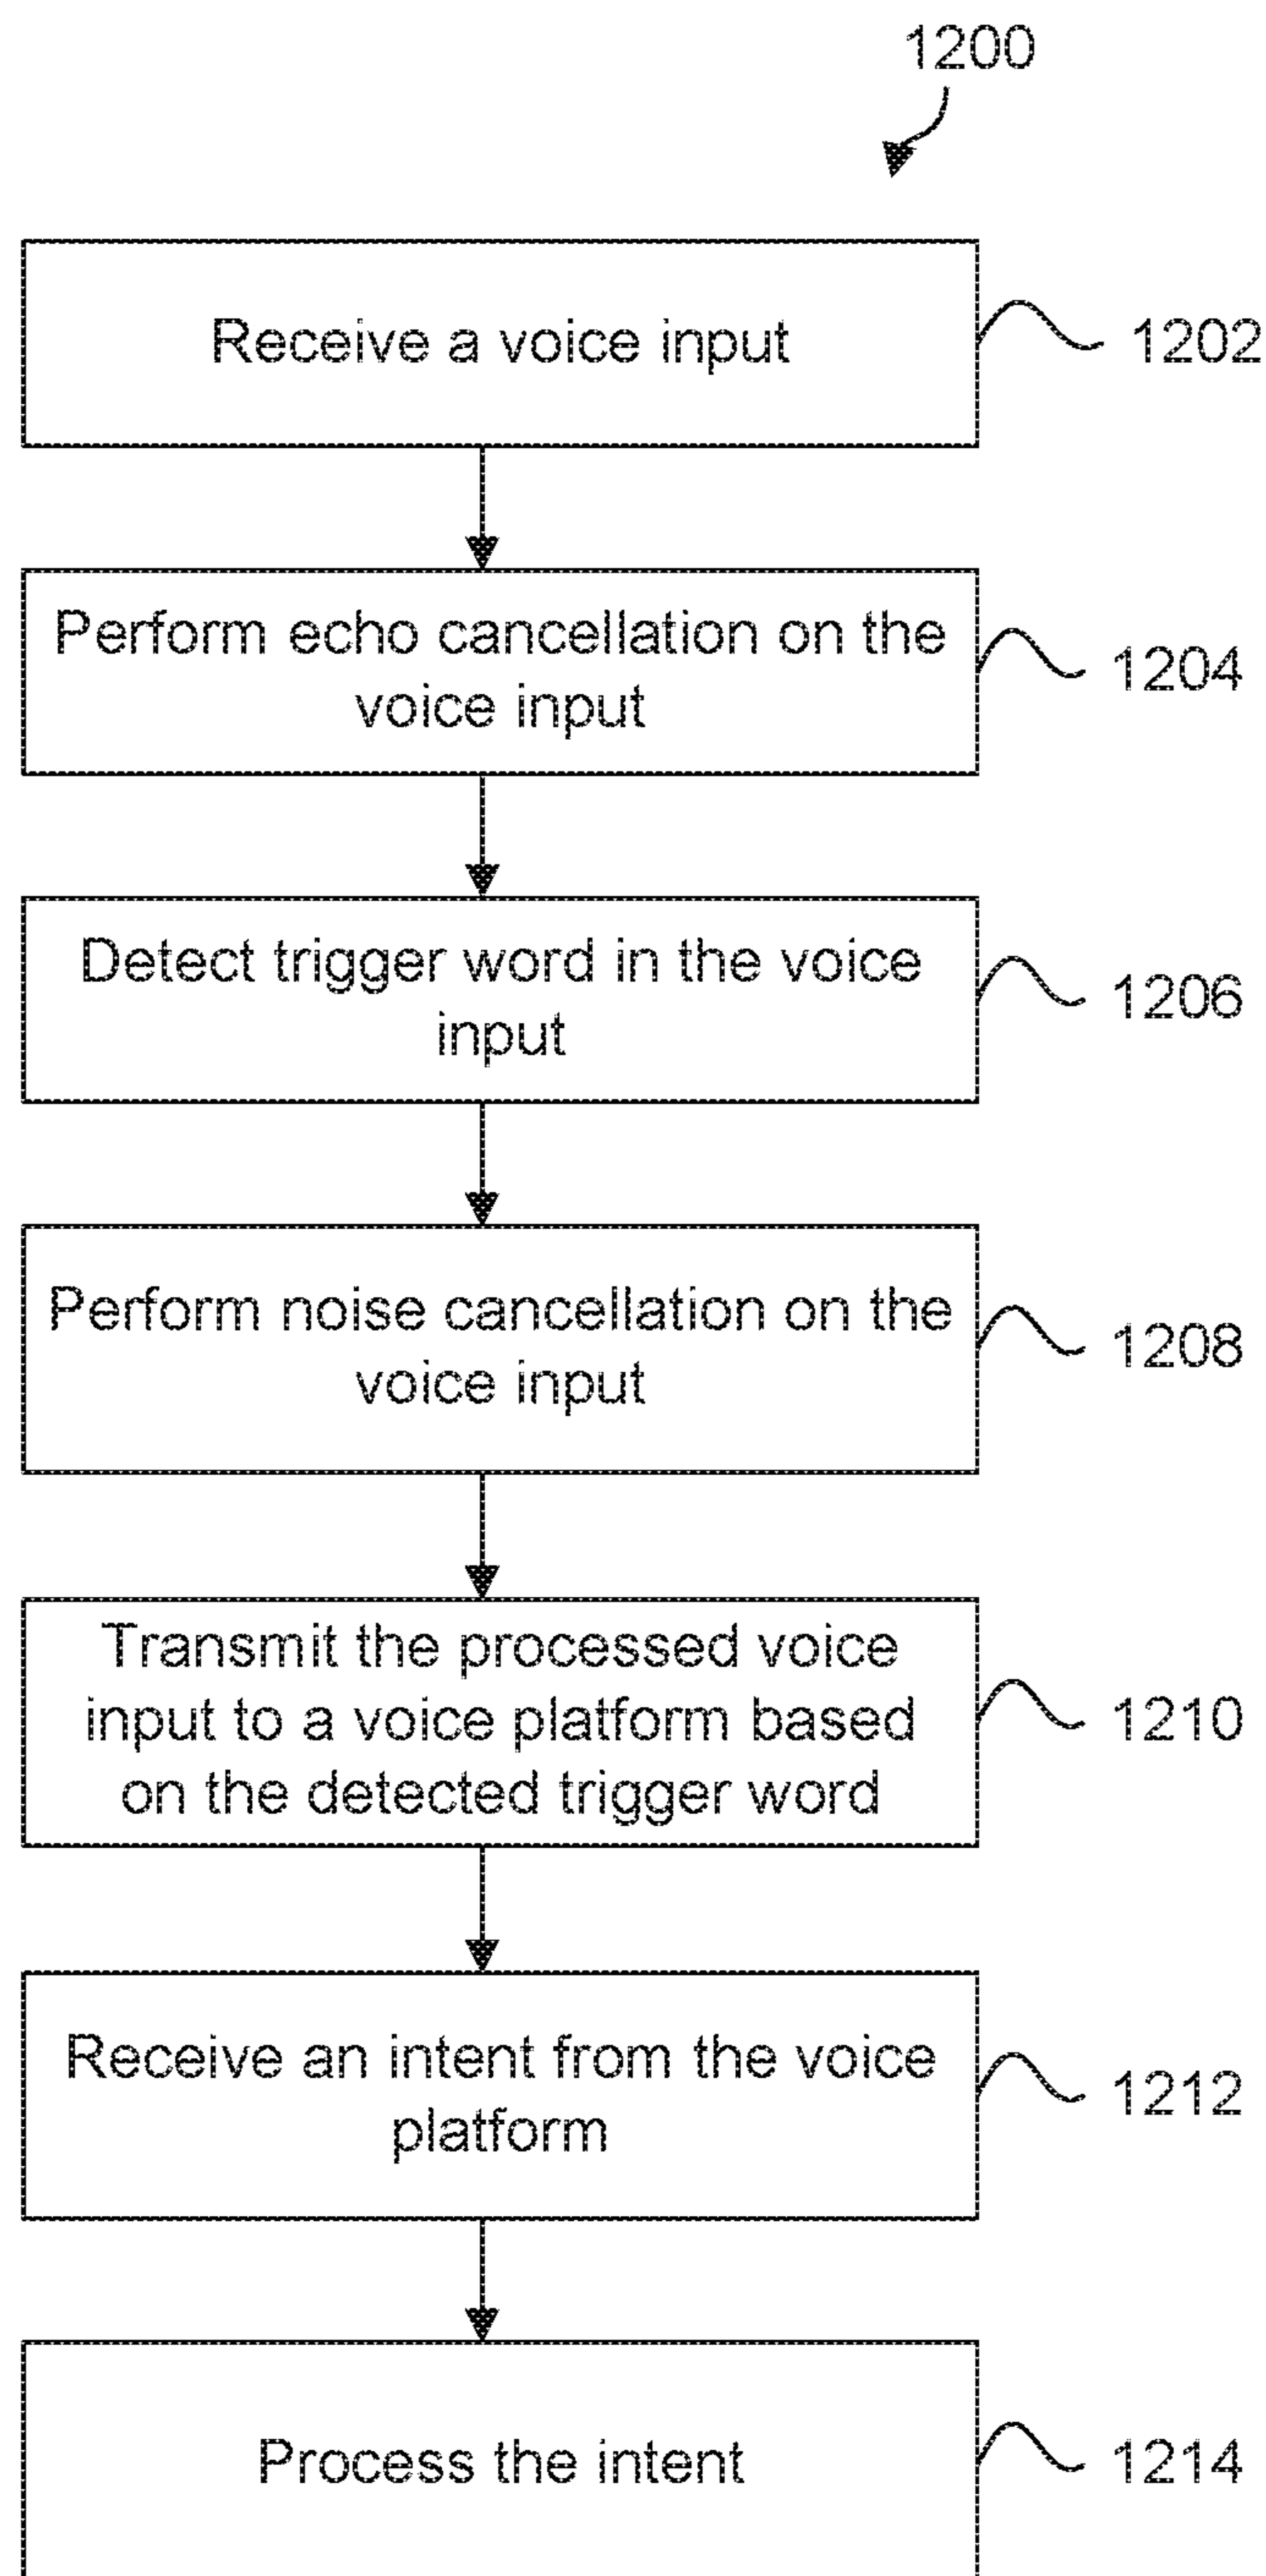 1200
Receive a voice input
1202
Perform echo cancellation on the
voice input
1204
Detect trigger word in the voice
input
1206
Perform noise cancellation on the
voice input
1208
Transmit the processed voice
input to a voice platform based
on the detected trigger word
1210
Receive an intent from the voice
platform
1212
Process the intent
1214